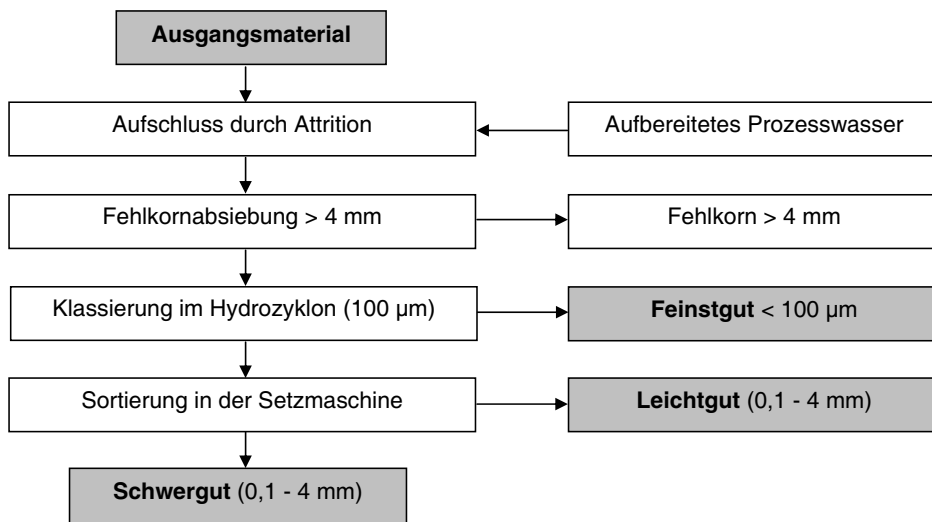 Ausgangsmaterial
Aufschluss durch Attrition
Aufbereitetes Prozesswasser
Fehlkornabsiebung > 4 mm
Fehlkorn > 4 mm
Klassierung im Hydrozyklon (100 µm)
Feinstgut < 100 µm
Sortierung in der Setzmaschine
Leichtgut (0,1 - 4 mm)
Schwergut (0,1 - 4 mm)